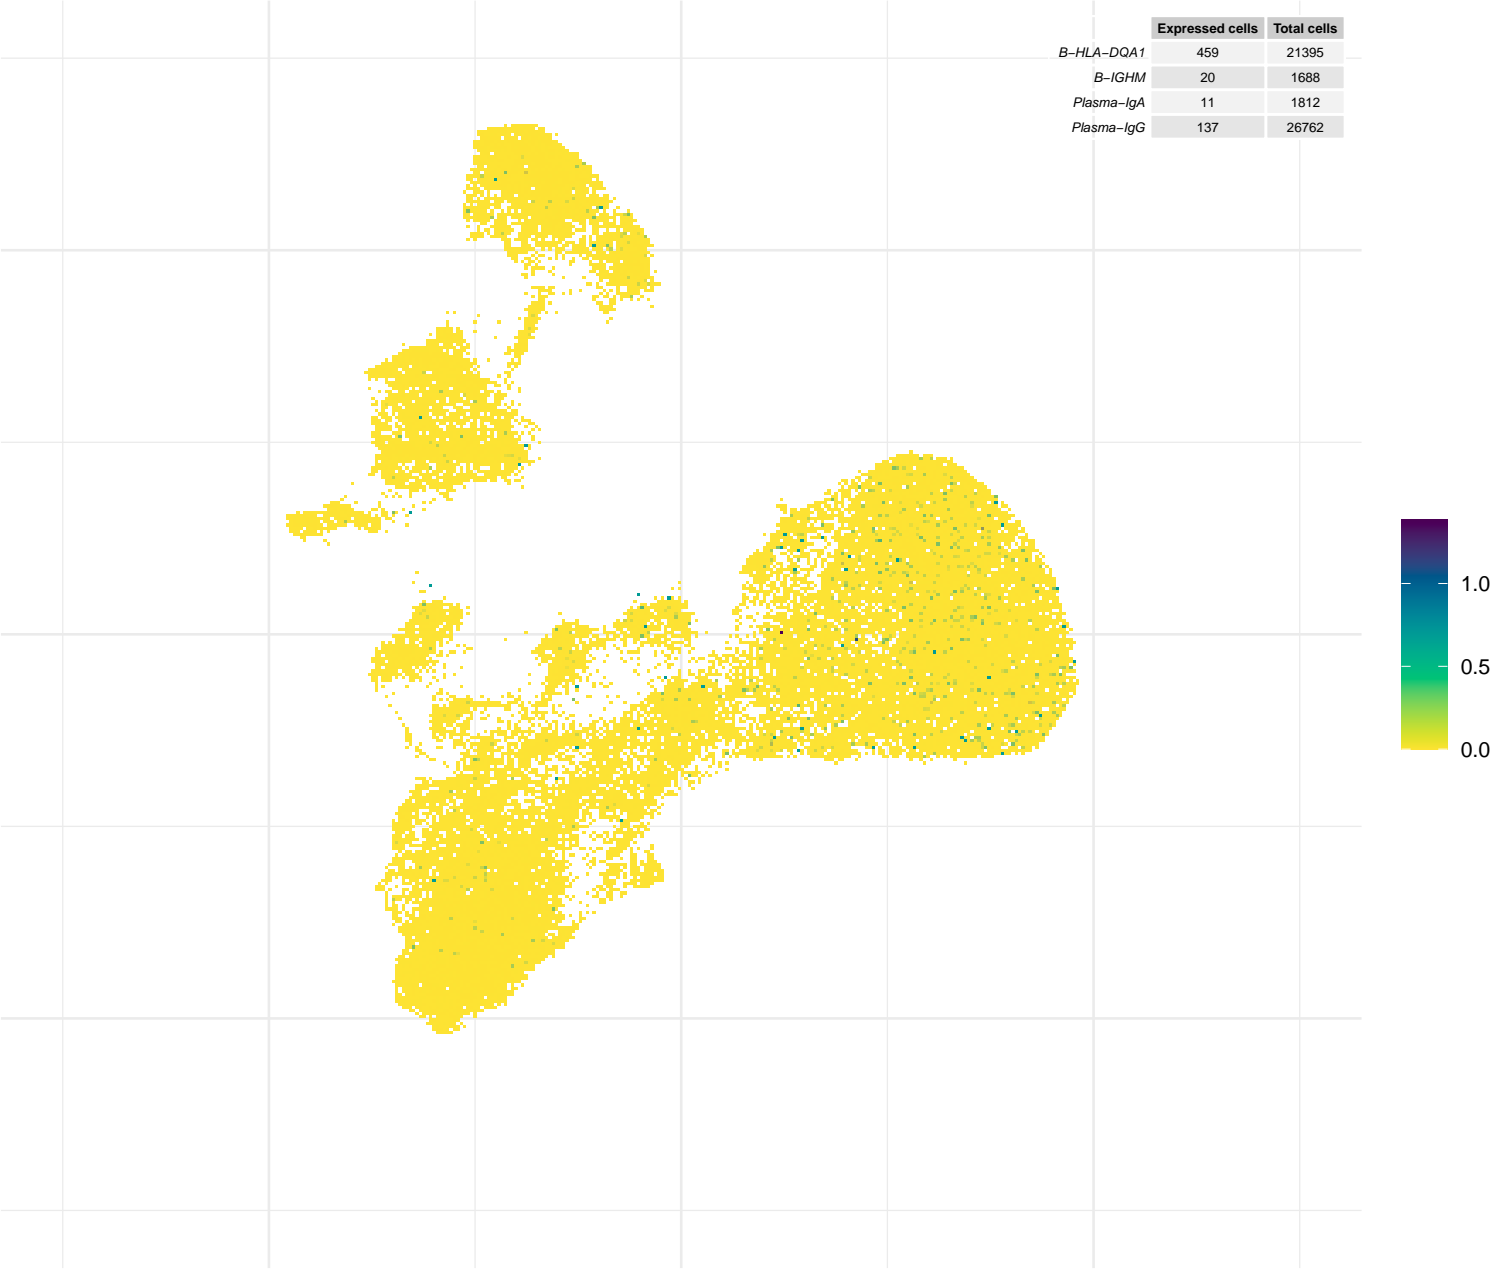 Expressed cells Total cells
B−HLA−DQA1 459 21395
B−IGHM 20 1688
Plasma−IgA 11 1812
Plasma−IgG 137 26762
1.0
0.5
0.0